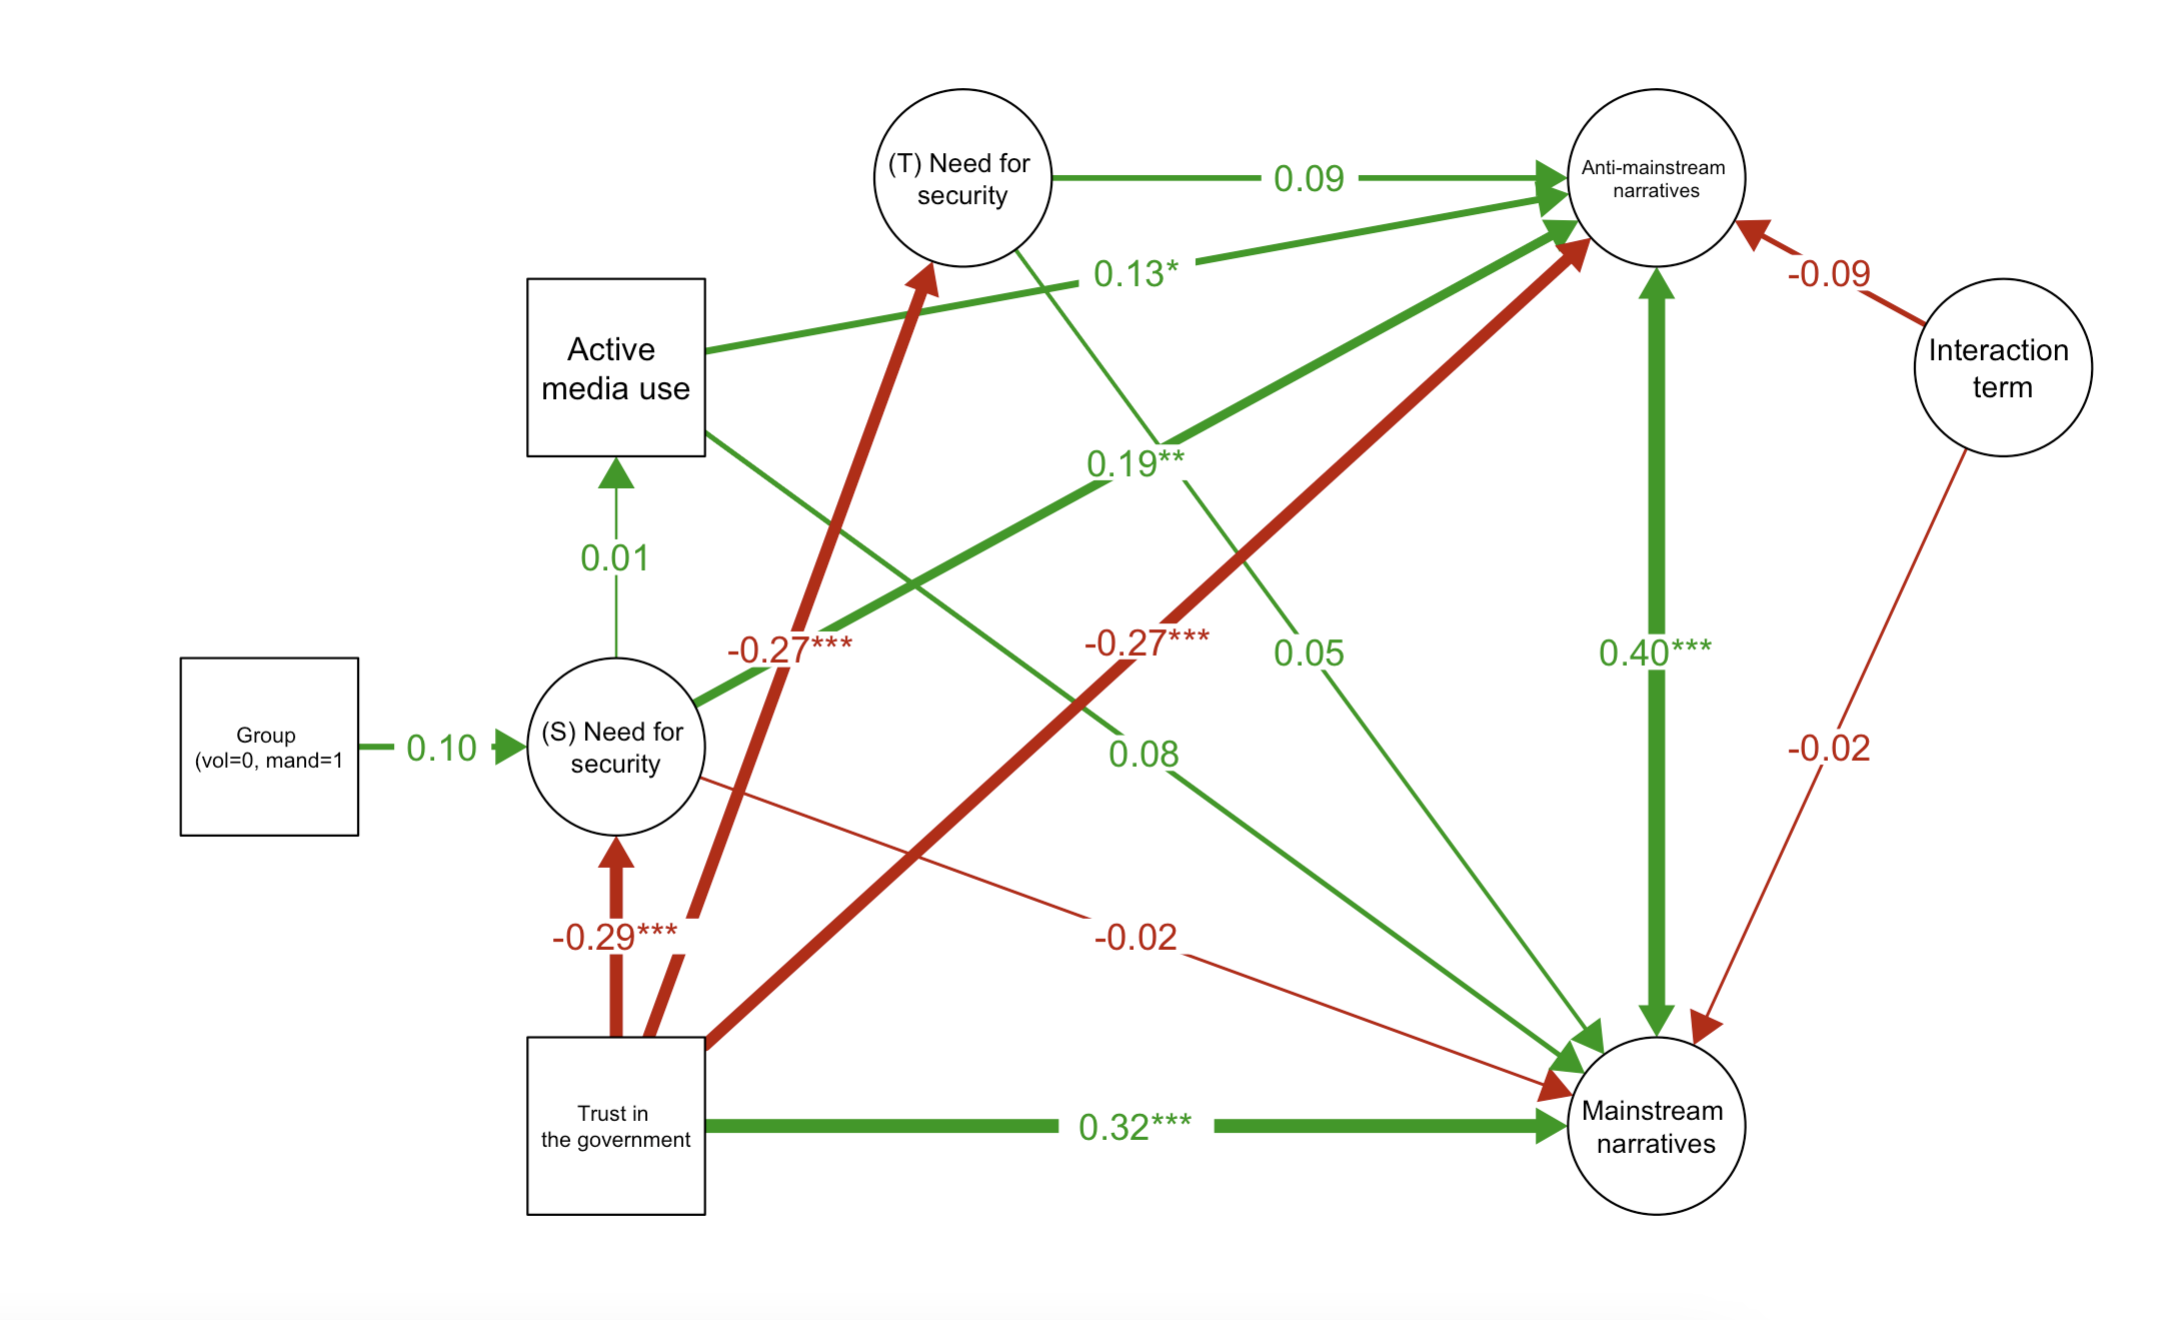 (T) Need for
security
Anti-mainstream
narratives
0.09
0.13*
-0.09
Active
media use
Interaction
term
0.19**
0.01
-0.27***
-0.27***
0.05
0.40***
Group
(vol=0, mand=1
0.10
(S) Need for
security
0.08
-0.02
-0.29***
-0.02
Trust in
the government
0.32***
Mainstream
narratives